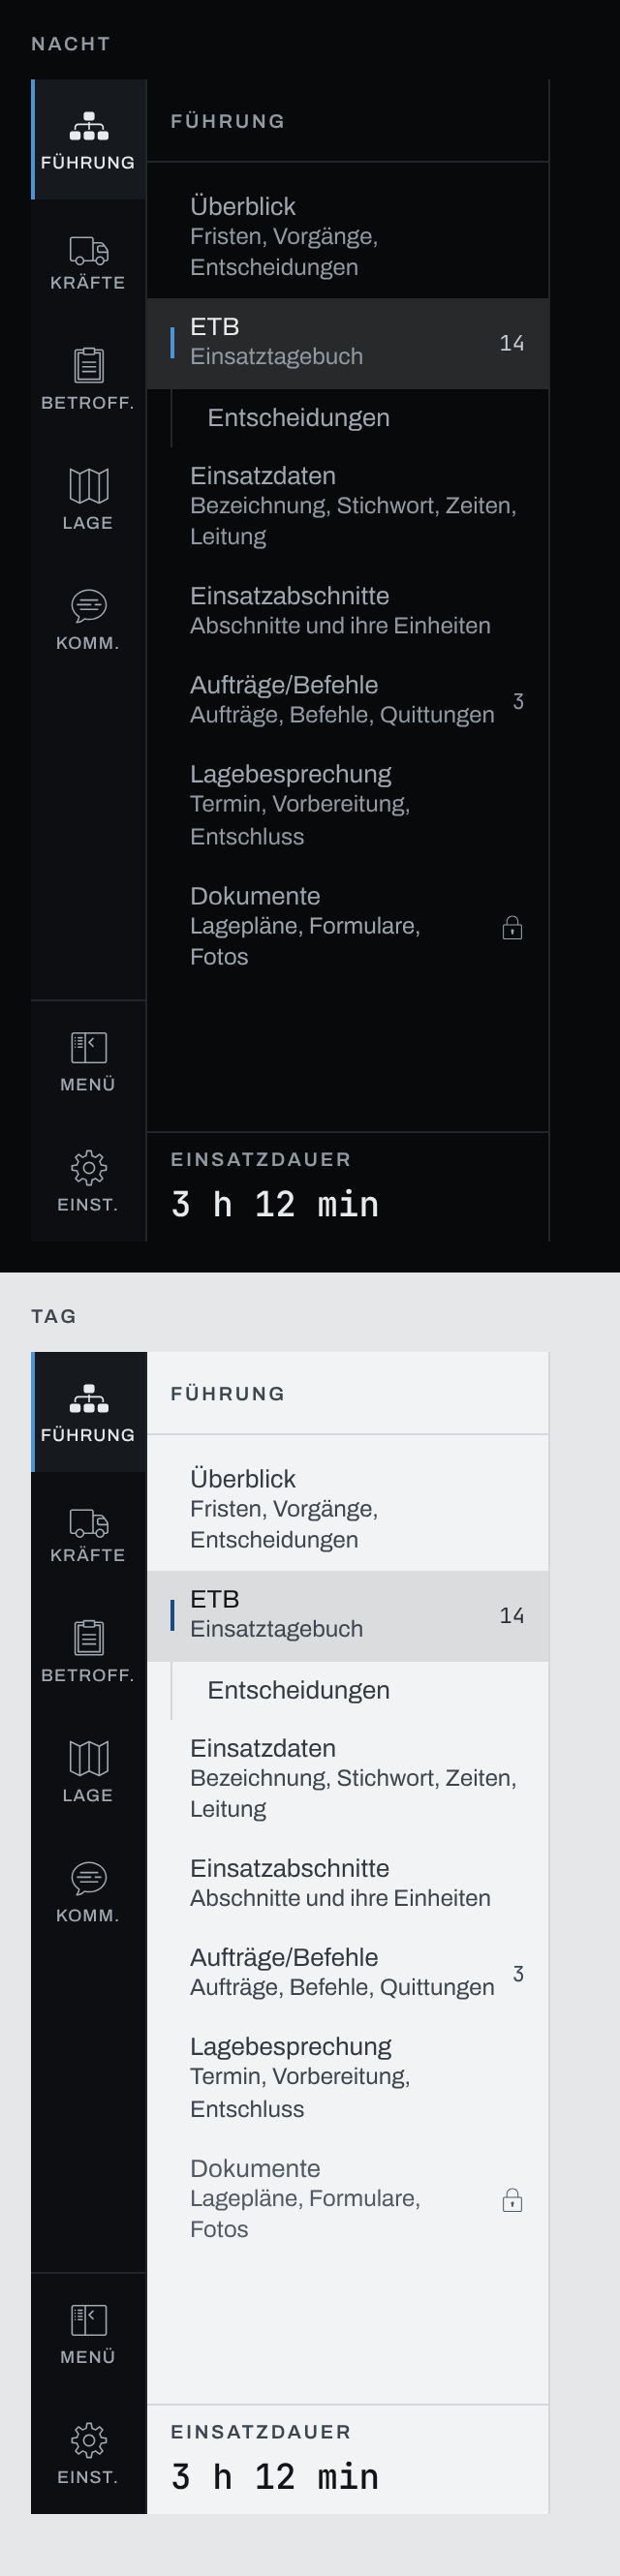 NACHT
FÜHRUNG
KRÄFTE
BETROFF.
LAGE
KOMM.
MENÜ
EINST.
FÜHRUNG
Überblick
Fristen, Vorgänge,
Entscheidungen
ETB
Einsatztagebuch
14
Entscheidungen
Einsatzdaten
Bezeichnung, Stichwort, Zeiten,
Leitung
Einsatzabschnitte
Abschnitte und ihre Einheiten
Aufträge/Befehle
Aufträge, Befehle, Quittungen
3
Lagebesprechung
Termin, Vorbereitung,
Entschluss
Dokumente
Lagepläne, Formulare,
Fotos
EINSATZDAUER
3 h 12 min
TAG
FÜHRUNG
KRÄFTE
BETROFF.
LAGE
KOMM.
MENÜ
EINST.
FÜHRUNG
Überblick
Fristen, Vorgänge,
Entscheidungen
ETB
Einsatztagebuch
14
Entscheidungen
Einsatzdaten
Bezeichnung, Stichwort, Zeiten,
Leitung
Einsatzabschnitte
Abschnitte und ihre Einheiten
Aufträge/Befehle
Aufträge, Befehle, Quittungen
3
Lagebesprechung
Termin, Vorbereitung,
Entschluss
Dokumente
Lagepläne, Formulare,
Fotos
EINSATZDAUER
3 h 12 min